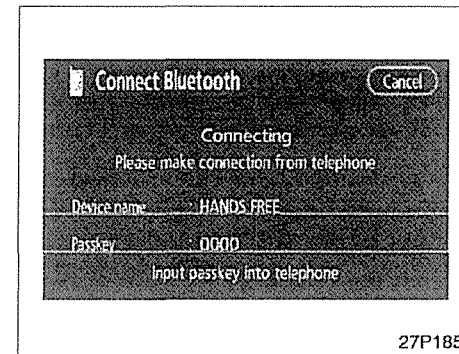 Connect Bluetooth
Cancel
Connecting
Please make connection from telephone
Device name : HANDS FREE
Passkey : 0000
Input passkey into telephone
27P185